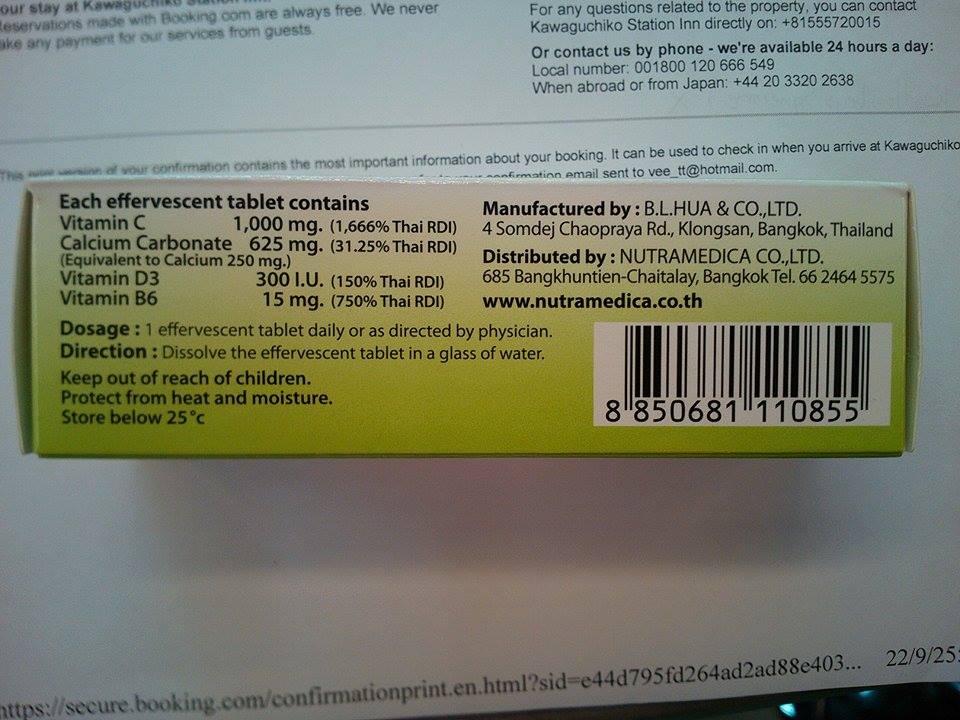 our stay at Kawaguchiko Station Inn
Reservations made with Booking.com are always free. We never
ake any payment for our services from guests.
For any questions related to the property, you can contact
Kawaguchiko Station Inn directly on: +81555720015
Or contact us by phone - we're available 24 hours a day:
Local number: 001800 120 666 549
When abroad or from Japan: +44 20 3320 2638
This version of your confirmation contains the most important information about your booking. It can be used to check in when you arrive at Kawaguchiko
confirmation email sent to vee_tt@hotmail.com.
Each effervescent tablet contains
Vitamin C 1,000 mg. (1,666% Thai RDI)
Calcium Carbonate 625 mg. (31.25% Thai RDI)
(Equivalent to Calcium 250 mg.)
Vitamin D3 300 I.U. (150% Thai RDI)
Vitamin B6 15 mg. (750% Thai RDI)
Dosage : 1 effervescent tablet daily or as directed by physician.
Direction : Dissolve the effervescent tablet in a glass of water.
Keep out of reach of children.
Protect from heat and moisture.
Store below 25°c
Manufactured by : B.L.HUA & CO.,LTD.
4 Somdej Chaopraya Rd., Klongsan, Bangkok, Thailand
Distributed by : NUTRAMEDICA CO.,LTD.
685 Bangkhuntien-Chaitalay, Bangkok Tel. 66 2464 5575
www.nutramedica.co.th
8 850681 110855
https://secure.booking.com/confirmationprint.en.html?sid=e44d795fd264ad2ad88e403... 22/9/25